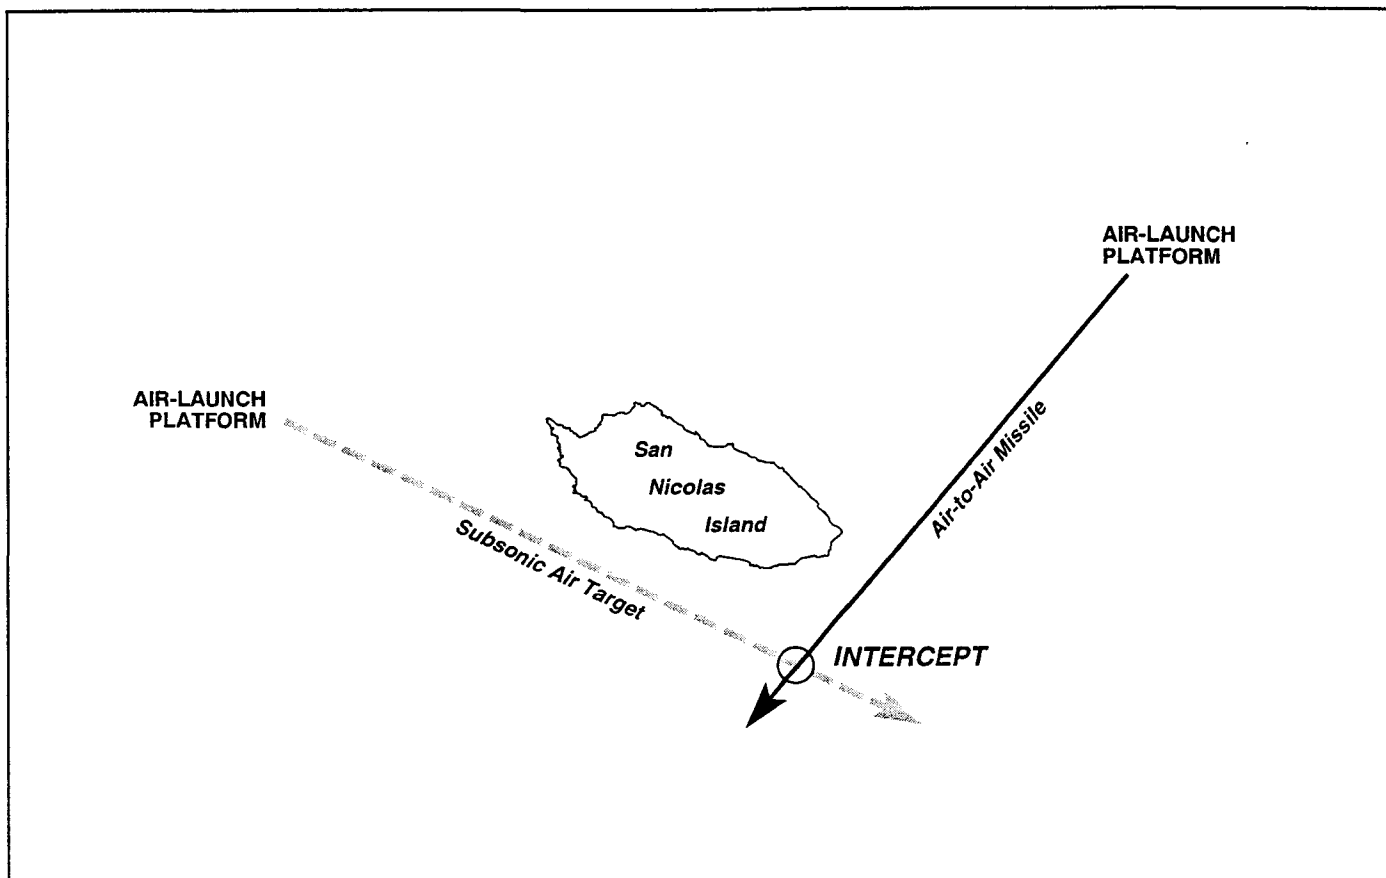 AIR-LAUNCH
PLATFORM
AIR-LAUNCH
PLATFORM
San
Nicolas
Island
Air-to-Air Missile
Subsonic Air Target
INTERCEPT